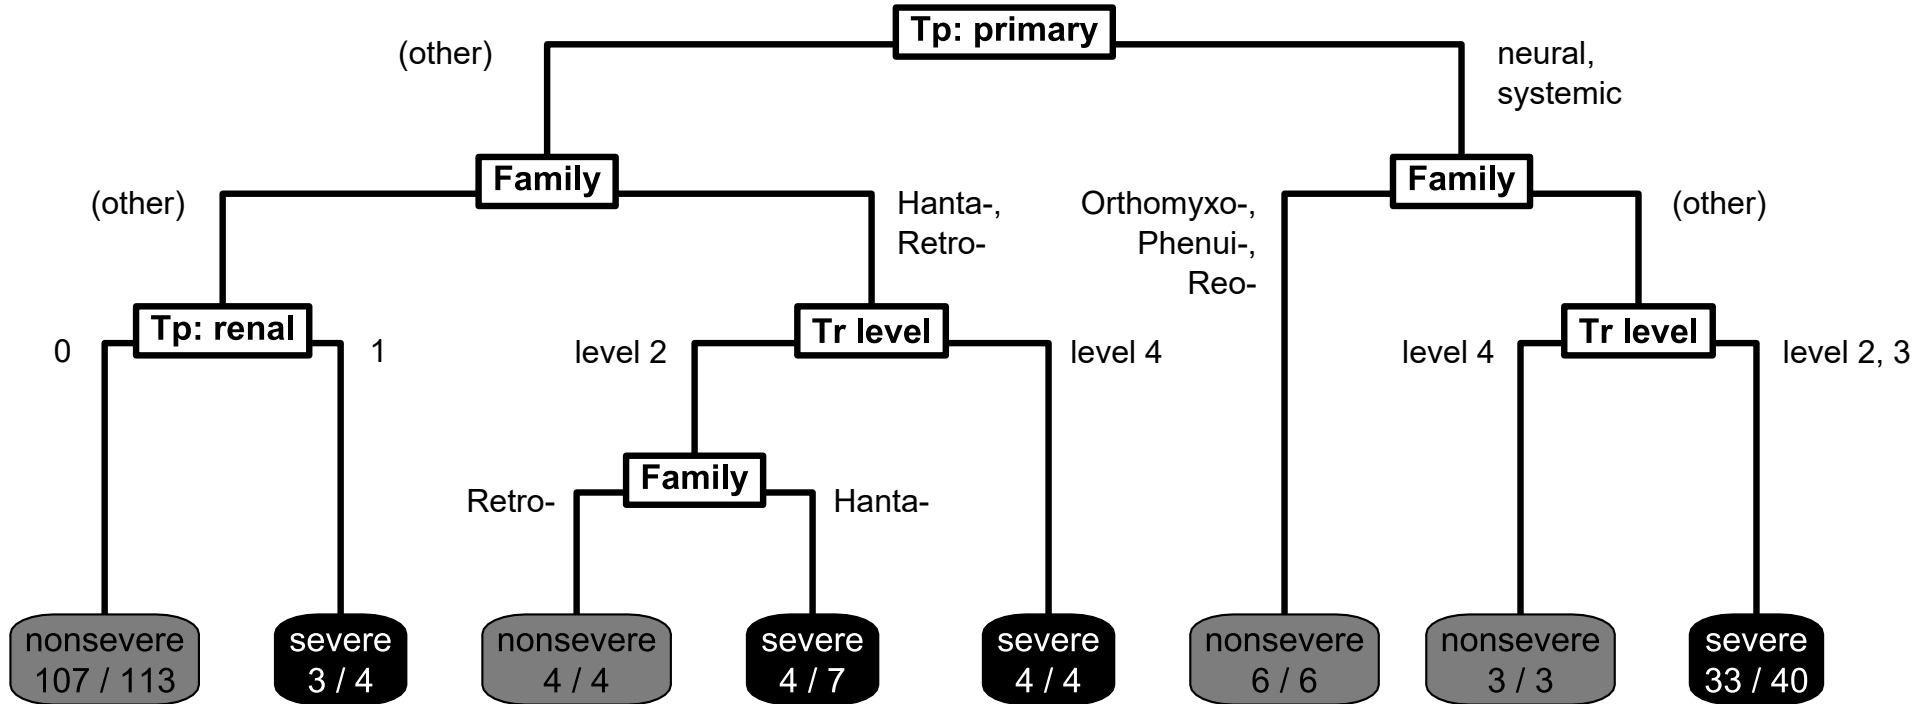 Tp: primary
(other)
neural,
systemic
Family
Family
(other)
Hanta-,
Retro-
Orthomyxo-,
Phenui-,
Reo-
(other)
Tp: renal
Tr level
Tr level
0
1
level 2
level 4
level 4
level 2, 3
Family
Retro-
Hanta-
nonsevere
107 / 113
severe
3 / 4
nonsevere
4 / 4
severe
4 / 7
severe
4 / 4
nonsevere
6 / 6
nonsevere
3 / 3
severe
33 / 40